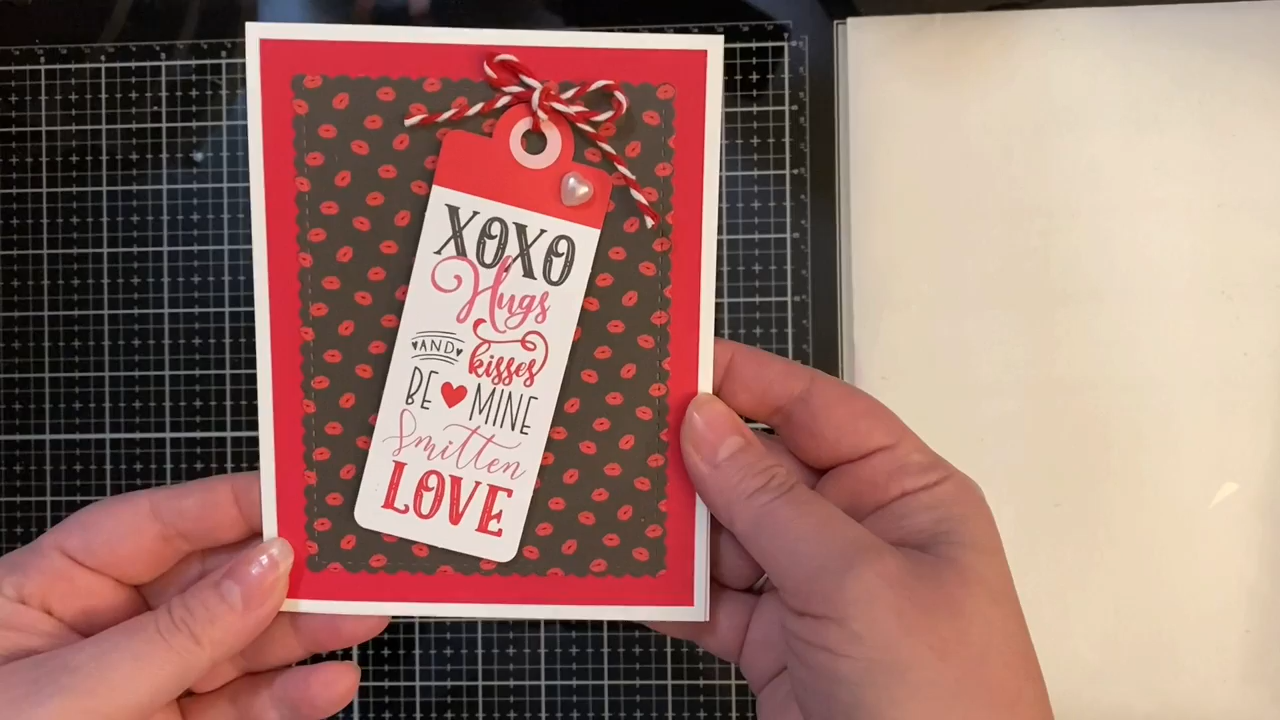 XOXO
Hugs
AND kisses
BE MINE
Smitten
LOVE